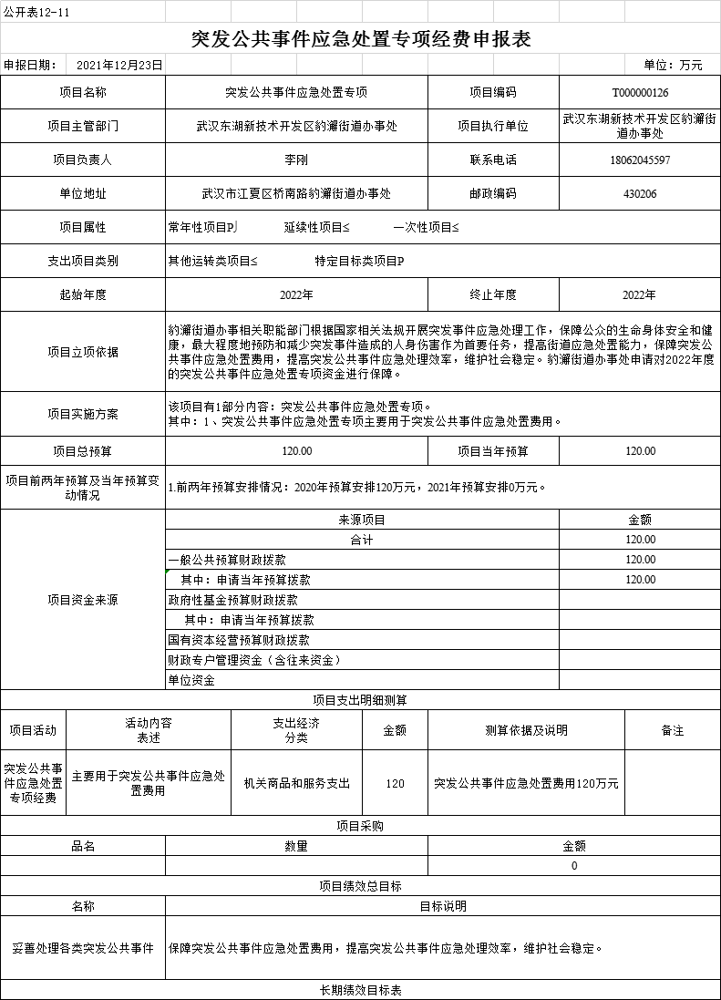 公开表12-11
突发公共事件应急处置专项经费申报表
申报日期： 2021年12月23日 单位：万元
项目名称 突发公共事件应急处置专项 项目编码 T000000126
项目主管部门 武汉东湖新技术开发区豹澥街道办事处 项目执行单位 武汉东湖新技术开发区豹澥街
道办事处
项目负责人 李刚 联系电话 18062045597
单位地址 武汉市江夏区桥南路豹澥街道办事处 邮政编码 430206
项目属性 常年性项目P⌡ 延续性项目≤ 一次性项目≤
支出项目类别 其他运转类项目≤ 特定目标类项目P
起始年度 2022年 终止年度 2022年
项目立项依据
豹澥街道办事相关职能部门根据国家相关法规开展突发事件应急处理工作，保障公众的生命身体安全和健
康，最大程度地预防和减少突发事件造成的人身伤害作为首要任务，提高街道应急处置能力，保障突发公
共事件应急处置费用，提高突发公共事件应急处理效率，维护社会稳定。豹澥街道办事处申请对2022年度
的突发公共事件应急处置专项资金进行保障。
项目实施方案
该项目有1部分内容：突发公共事件应急处置专项。
其中：1、突发公共事件应急处置专项主要用于突发公共事件应急处置费用。
项目总预算 120.00 项目当年预算 120.00
项目前两年预算及当年预算变
动情况
1.前两年预算安排情况：2020年预算安排120万元，2021年预算安排0万元。
项目资金来源
来源项目 金额
合计 120.00
一般公共预算财政拨款 120.00
其中：申请当年预算拨款 120.00
政府性基金预算财政拨款
其中：申请当年预算拨款
国有资本经营预算财政拨款
财政专户管理资金（含往来资金）
单位资金
项目支出明细测算
项目活动 活动内容
表述 支出经济
分类 金额 测算依据及说明 备注
突发公共事
件应急处置
专项经费 主要用于突发公共事件应急处
置费用 机关商品和服务支出 120 突发公共事件应急处置费用120万元
项目采购
品名 数量 金额
0
项目绩效总目标
名称 目标说明
妥善处理各类突发公共事件 保障突发公共事件应急处置费用，提高突发公共事件应急处理效率，维护社会稳定。
长期绩效目标表